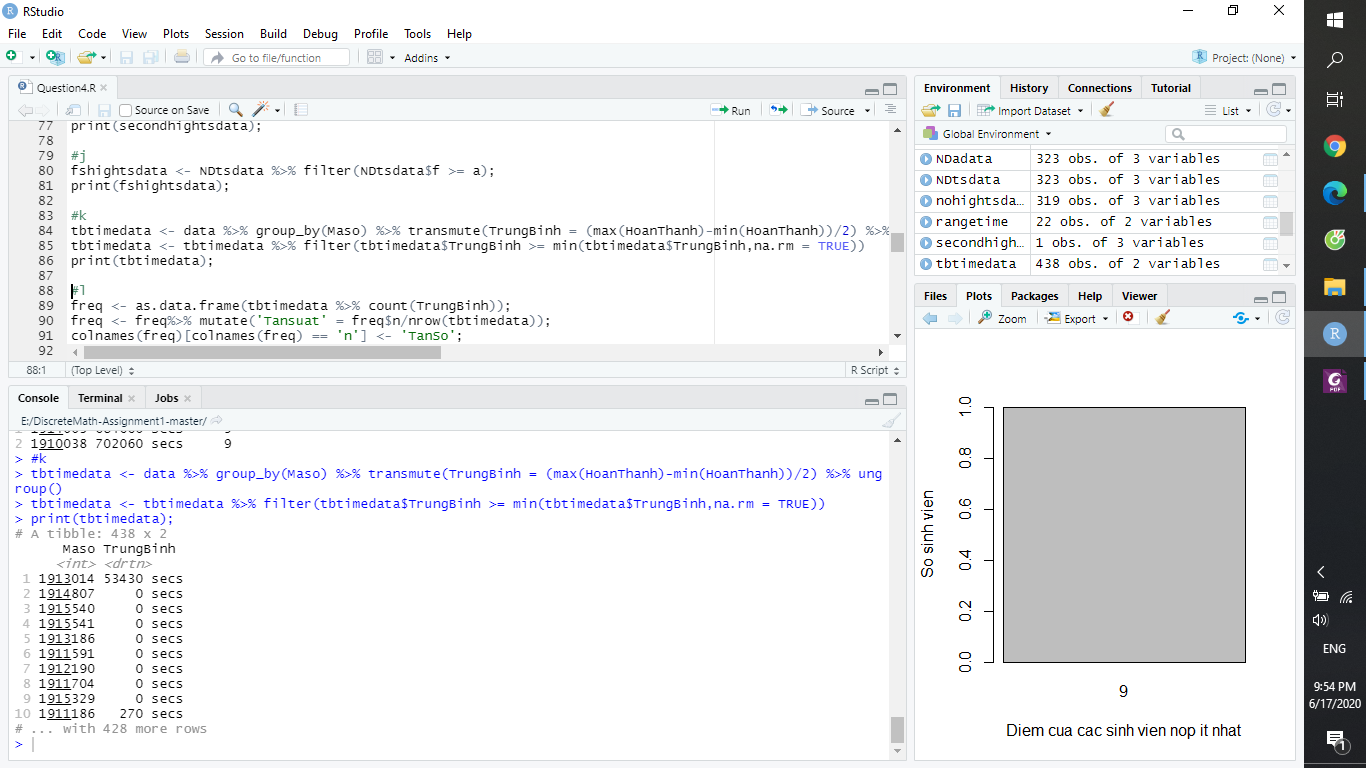 RStudio
File Edit Code View Plots Session Build Debug Profile Tools Help
Go to file/function Addins Project: (None)
Question4.R
Source on Save Run Source
77 print(secondhightsdata);
78
79 #j
80 fshightsdata <- NDtsdata %>% filter(NDtsdata$f >= a);
81 print(fshightsdata);
82
83 #k
84 tbtimedata <- data %>% group_by(Maso) %>% transmute(TrungBinh = (max(HoanThanh)-min(HoanThanh))/2) %>%
85 tbtimedata <- tbtimedata %>% filter(tbtimedata$TrungBinh >= min(tbtimedata$TrungBinh,na.rm = TRUE))
86 print(tbtimedata);
87
88 #l
89 freq <- as.data.frame(tbtimedata %>% count(TrungBinh));
90 freq <- freq%>% mutate('Tansuat' = freq$n/nrow(tbtimedata));
91 colnames(freq)[colnames(freq) == 'n'] <- 'TanSo';
92
88:1 (Top Level) R Script
Console Terminal Jobs
E:/DiscreteMath-Assignment1-master/
2 1910038 702060 secs 9
> #k
> tbtimedata <- data %>% group_by(Maso) %>% transmute(TrungBinh = (max(HoanThanh)-min(HoanThanh))/2) %>% ung
roup()
> tbtimedata <- tbtimedata %>% filter(tbtimedata$TrungBinh >= min(tbtimedata$TrungBinh,na.rm = TRUE))
> print(tbtimedata);
# A tibble: 438 x 2
Maso TrungBinh
<int> <drtn>
1 1913014 53430 secs
2 1914807 0 secs
3 1915540 0 secs
4 1915541 0 secs
5 1913186 0 secs
6 1911591 0 secs
7 1912190 0 secs
8 1911704 0 secs
9 1915329 0 secs
10 1911186 270 secs
# ... with 428 more rows
>
Environment History Connections Tutorial
Import Dataset List
Global Environment
NDadata 323 obs. of 3 variables
NDtsdata 323 obs. of 3 variables
nohightsda… 319 obs. of 3 variables
rangetime 22 obs. of 2 variables
secondhigh… 1 obs. of 3 variables
tbtimedata 438 obs. of 2 variables
Files Plots Packages Help Viewer
Zoom Export
So sinh vien
1.0
0.8
0.6
0.4
0.2
0.0
9
Diem cua cac sinh vien nop it nhat
ENG
9:54 PM
6/17/2020
1